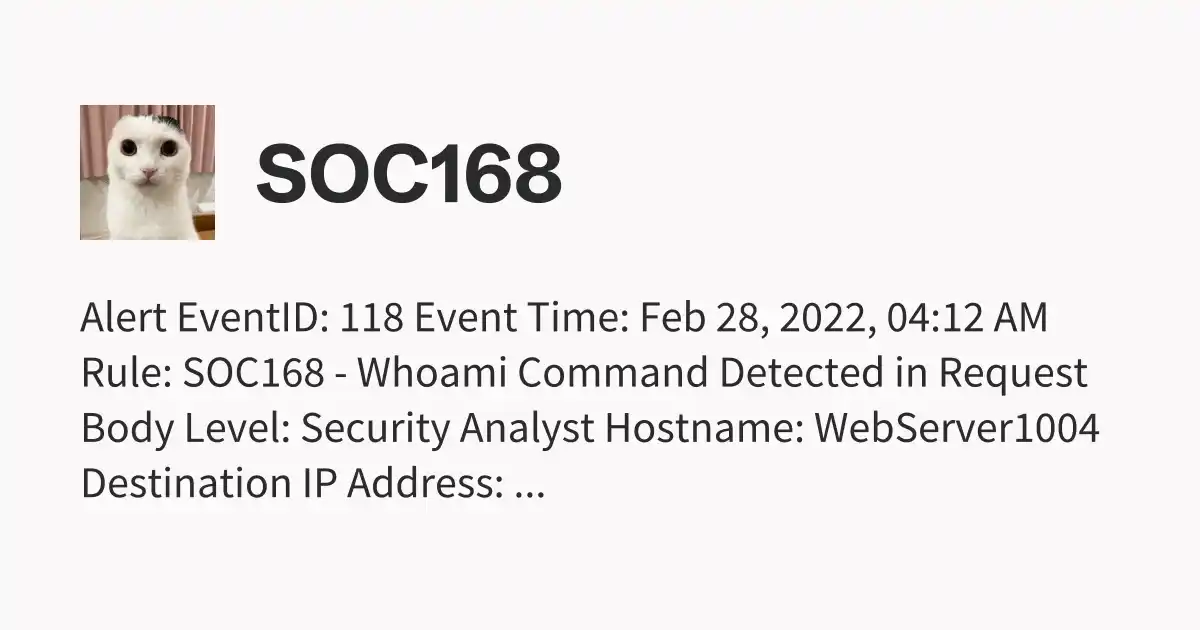 SOC168
Alert EventID: 118 Event Time: Feb 28, 2022, 04:12 AM
Rule: SOC168 - Whoami Command Detected in Request
Body Level: Security Analyst Hostname: WebServer1004
Destination IP Address: ...